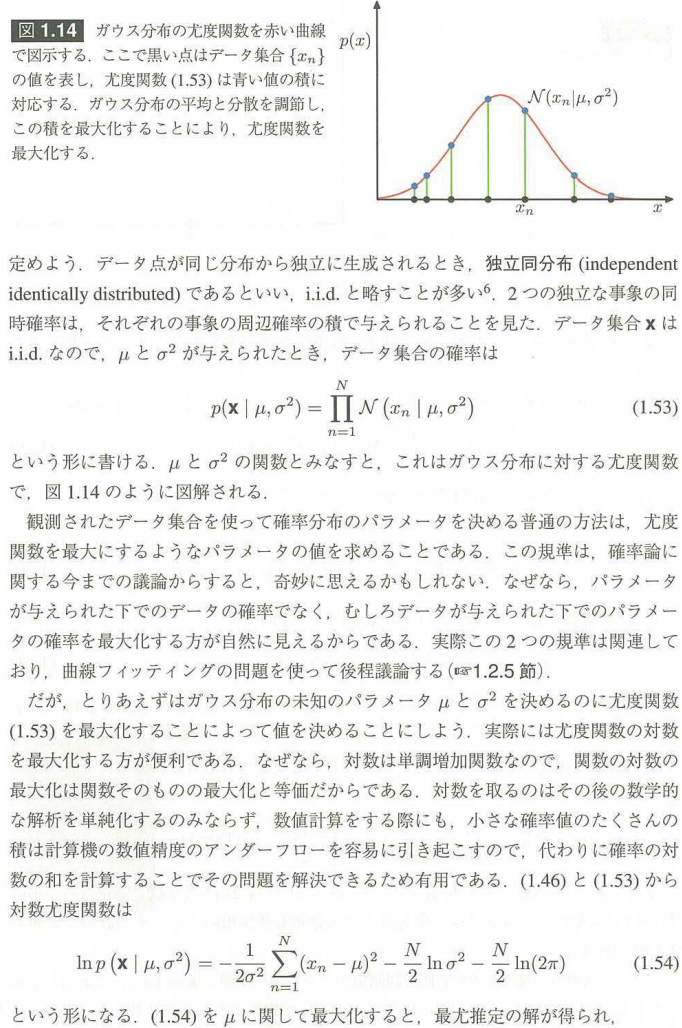 図 1.14 ガウス分布の尤度関数を赤い曲線
で図示する．ここで黒い点はデータ集合 {xₙ}
の値を表し，尤度関数 (1.53) は青い値の積に
対応する．ガウス分布の平均と分散を調節し，
この積を最大化することにより，尤度関数を
最大化する．
p(x)
N(xₙ|μ, σ²)
xₙ
x
定めよう．データ点が同じ分布から独立に生成されるとき，独立同分布 (independent
identically distributed) であるといい，i.i.d. と略すことが多い⁶．2 つの独立な事象の同
時確率は，それぞれの事象の周辺確率の積で与えられることを見た．データ集合 x は
i.i.d. なので，μ と σ² が与えられたとき，データ集合の確率は
p(x | μ, σ²) = ∏ₙ₌₁ᴺ N (xₙ | μ, σ²) (1.53)
という形に書ける．μ と σ² の関数とみなすと，これはガウス分布に対する尤度関数
で，図 1.14 のように図解される．
観測されたデータ集合を使って確率分布のパラメータを決める普通の方法は，尤度
関数を最大にするようなパラメータの値を求めることである．この規準は，確率論に
関する今までの議論からすると，奇妙に思えるかもしれない．なぜなら，パラメータ
が与えられた下でのデータの確率でなく，むしろデータが与えられた下でのパラメー
タの確率を最大化する方が自然に見えるからである．実際この 2 つの規準は関連して
おり，曲線フィッティングの問題を使って後程議論する (☞1.2.5 節)．
だが，とりあえずはガウス分布の未知のパラメータ μ と σ² を決めるのに尤度関数
(1.53) を最大化することによって値を決めることにしよう．実際には尤度関数の対数
を最大化する方が便利である．なぜなら，対数は単調増加関数なので，関数の対数の
最大化は関数そのものの最大化と等価だからである．対数を取るのはその後の数学的
な解析を単純化するのみならず，数値計算をする際にも，小さな確率値のたくさんの
積は計算機の数値精度のアンダーフローを容易に引き起こすので，代わりに確率の対
数の和を計算することでその問題を解決できるため有用である．(1.46) と (1.53) から
対数尤度関数は
ln p (x | μ, σ²) = −1/(2σ²) ∑ₙ₌₁ᴺ (xₙ − μ)² − N/2 ln σ² − N/2 ln(2π) (1.54)
という形になる．(1.54) を μ に関して最大化すると，最尤推定の解が得られ，